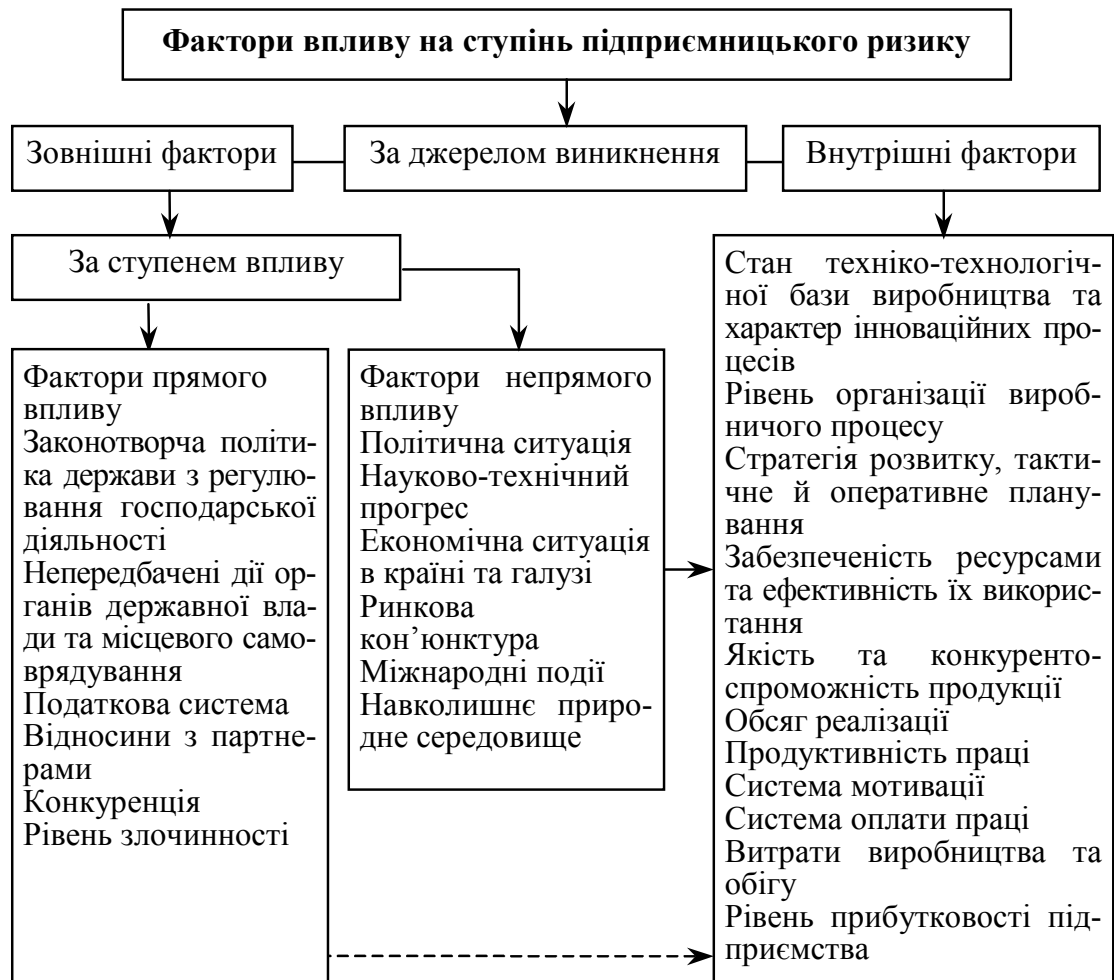 Фактори впливу на ступінь підприємницького ризику
Зовнішні фактори
За джерелом виникнення
Внутрішні фактори
За ступенем впливу
Фактори прямого
впливу
Законотворча політи-
ка держави з регулю-
вання господарської
діяльності
Непередбачені дії ор-
ганів державної вла-
ди та місцевого само-
врядування
Податкова система
Відносини з партне-
рами
Конкуренція
Рівень злочинності
Фактори непрямого
впливу
Політична ситуація
Науково-технічний
прогрес
Економічна ситуація
в країні та галузі
Ринкова
кон’юнктура
Міжнародні події
Навколишнє приро-
дне середовище
Стан техніко-технологіч-
ної бази виробництва та
характер інноваційних про-
цесів
Рівень організації вироб-
ничого процесу
Стратегія розвитку, такти-
чне й оперативне плану-
вання
Забезпеченість ресурсами
та ефективність їх викорис-
тання
Якість та конкуренто-
спроможність продукції
Обсяг реалізації
Продуктивність праці
Система мотивації
Система оплати праці
Витрати виробництва та
обігу
Рівень прибутковості під-
приємства